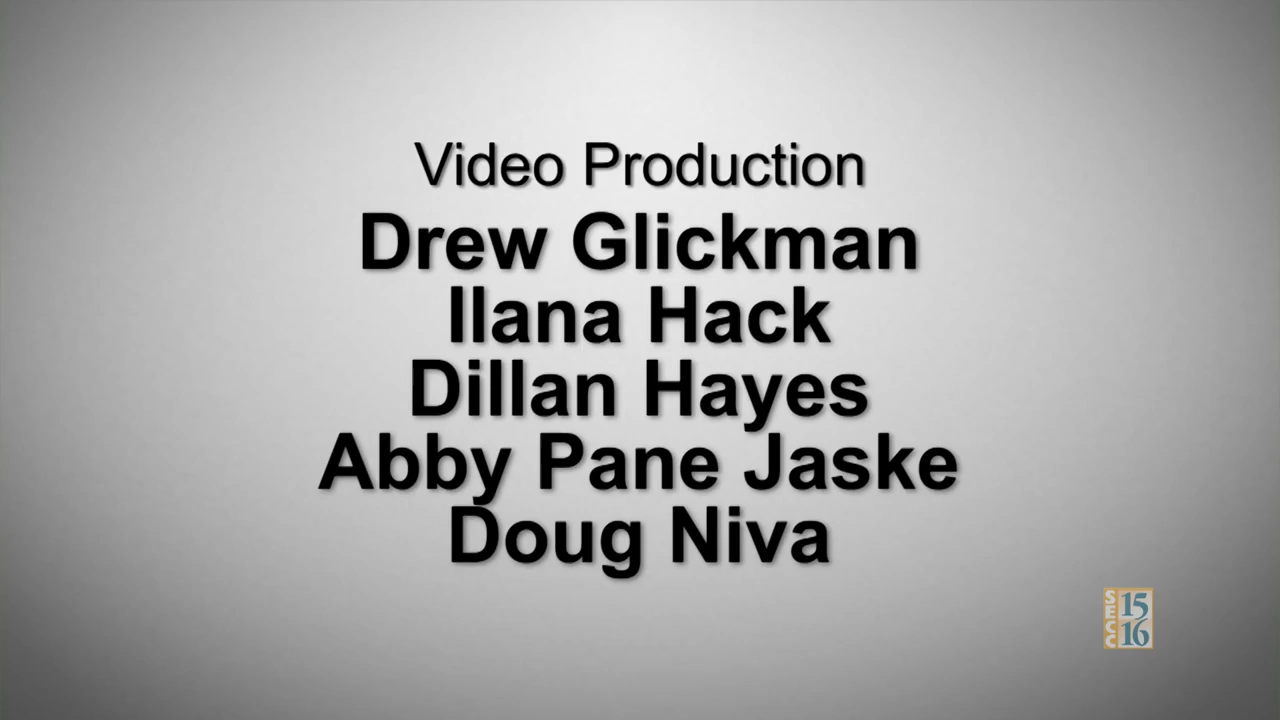 Video Production
Drew Glickman
Ilana Hack
Dillan Hayes
Abby Pane Jaske
Doug Niva
SECC
15
16